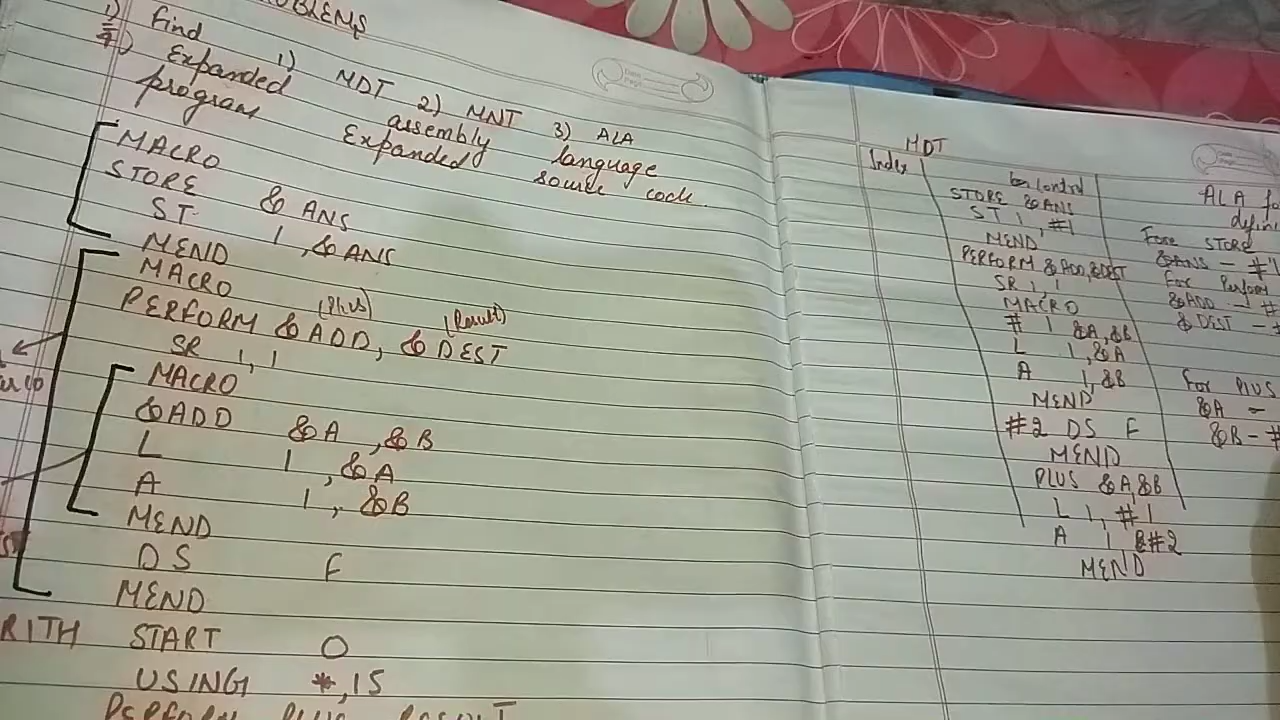 1) Find 1) MDT 2) MNT 3) ALA
4) Expanded assembly language
program Expanded source code.
MACRO
STORE &ANS
ST 1,&ANS
MEND
MACRO
(Plus) (Result)
PERFORM &ADD, &DEST
SR 1,1
MACRO
&ADD &A,&B
L 1,&A
A 1,&B
MEND
DS F
MEND
RITH START 0
USING *,15
MDT
Index
STORE &ANS
ST 1,#1
MEND
PERFORM &ADD,&DEST
SR 1,1
MACRO
#1 &A,&B
L 1,&A
A 1,&B
MEND
#2 DS F
MEND
PLUS &A,&B
L 1,#1
A 1 #2
MEND
ALA
STORE
&ANS - #
For Perform
&ADD - #
&DEST - #
For PLUS
&A -
&B - #